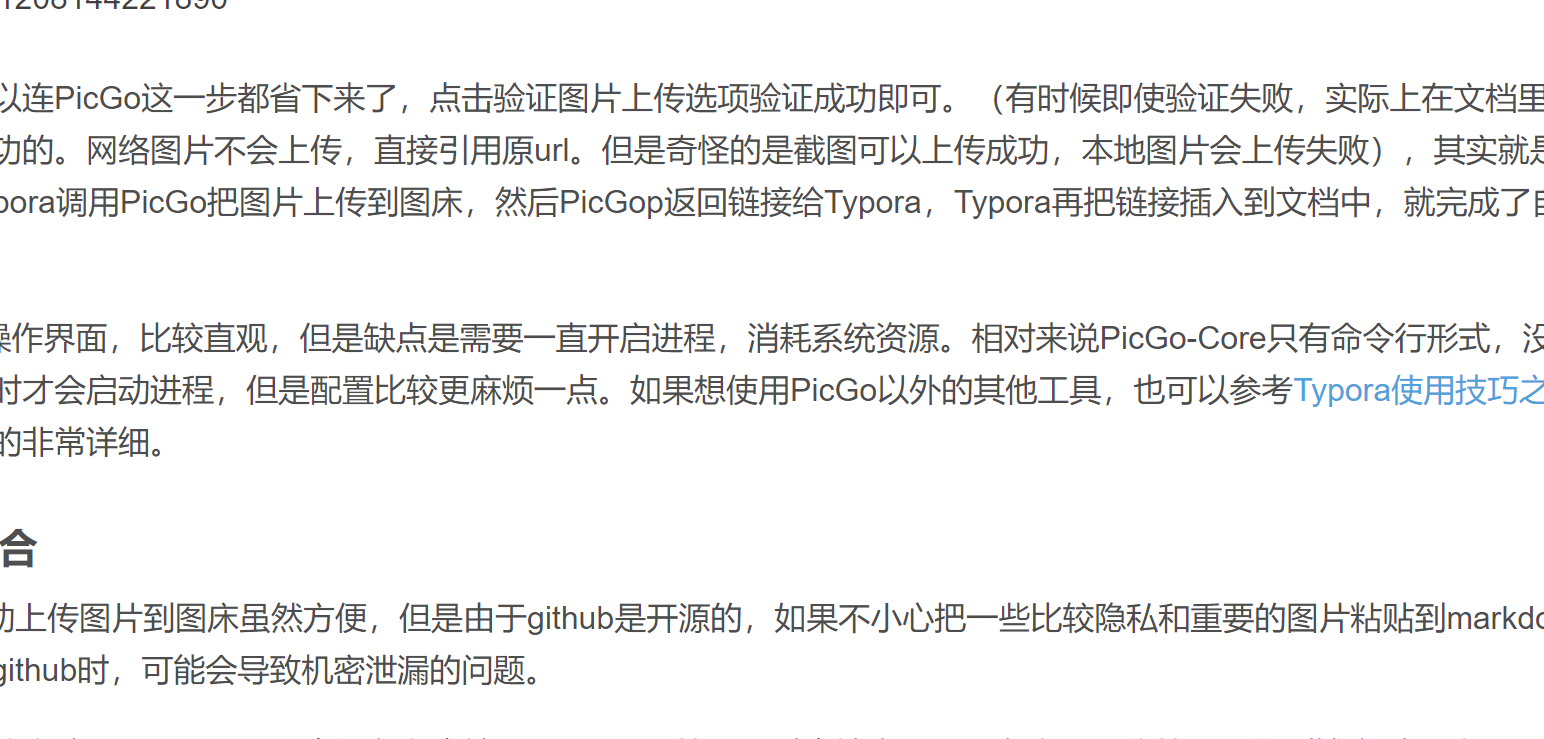 以连PicGo这一步都省下来了，点击验证图片上传选项验证成功即可。（有时候即使验证失败，实际上在文档里
功的。网络图片不会上传，直接引用原url。但是奇怪的是截图可以上传成功，本地图片会上传失败），其实就是
pora调用PicGo把图片上传到图床，然后PicGop返回链接给Typora，Typora再把链接插入到文档中，就完成了自
操作界面，比较直观，但是缺点是需要一直开启进程，消耗系统资源。相对来说PicGo-Core只有命令行形式，没
时才会启动进程，但是配置比较更麻烦一点。如果想使用PicGo以外的其他工具，也可以参考Typora使用技巧之
的非常详细。
合
动上传图片到图床虽然方便，但是由于github是开源的，如果不小心把一些比较隐私和重要的图片粘贴到markdo
github时，可能会导致机密泄漏的问题。